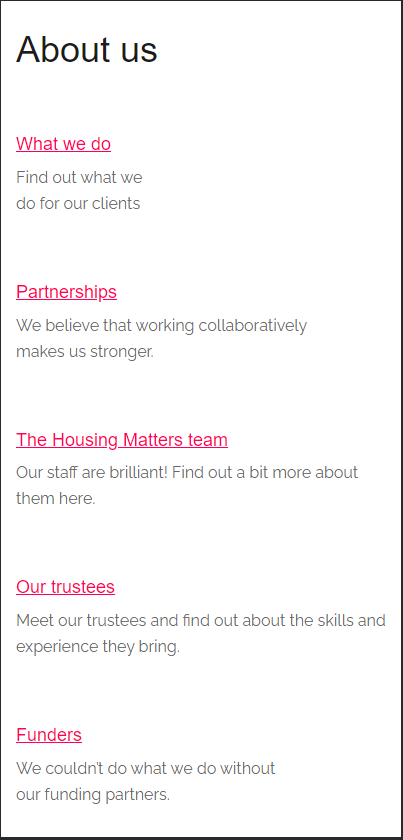 About us
What we do
Find out what we
do for our clients
Partnerships
We believe that working collaboratively
makes us stronger.
The Housing Matters team
Our staff are brilliant! Find out a bit more about
them here.
Our trustees
Meet our trustees and find out about the skills and
experience they bring.
Funders
We couldn't do what we do without
our funding partners.